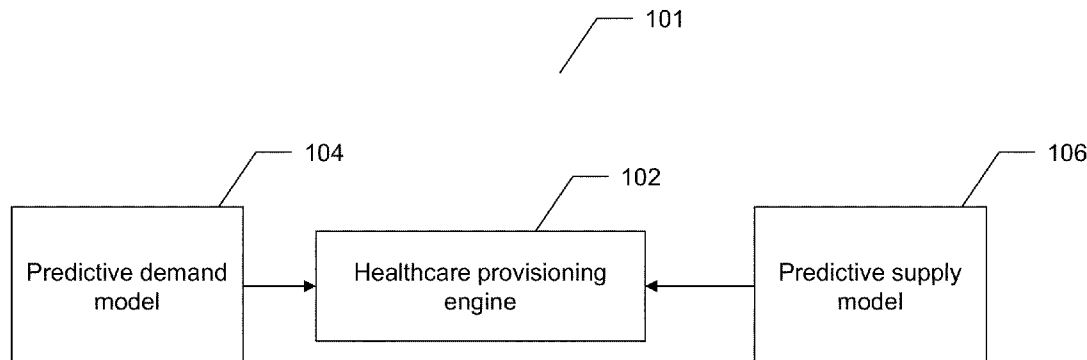 101
104
102
106
Predictive demand
model
Healthcare provisioning
engine
Predictive supply
model